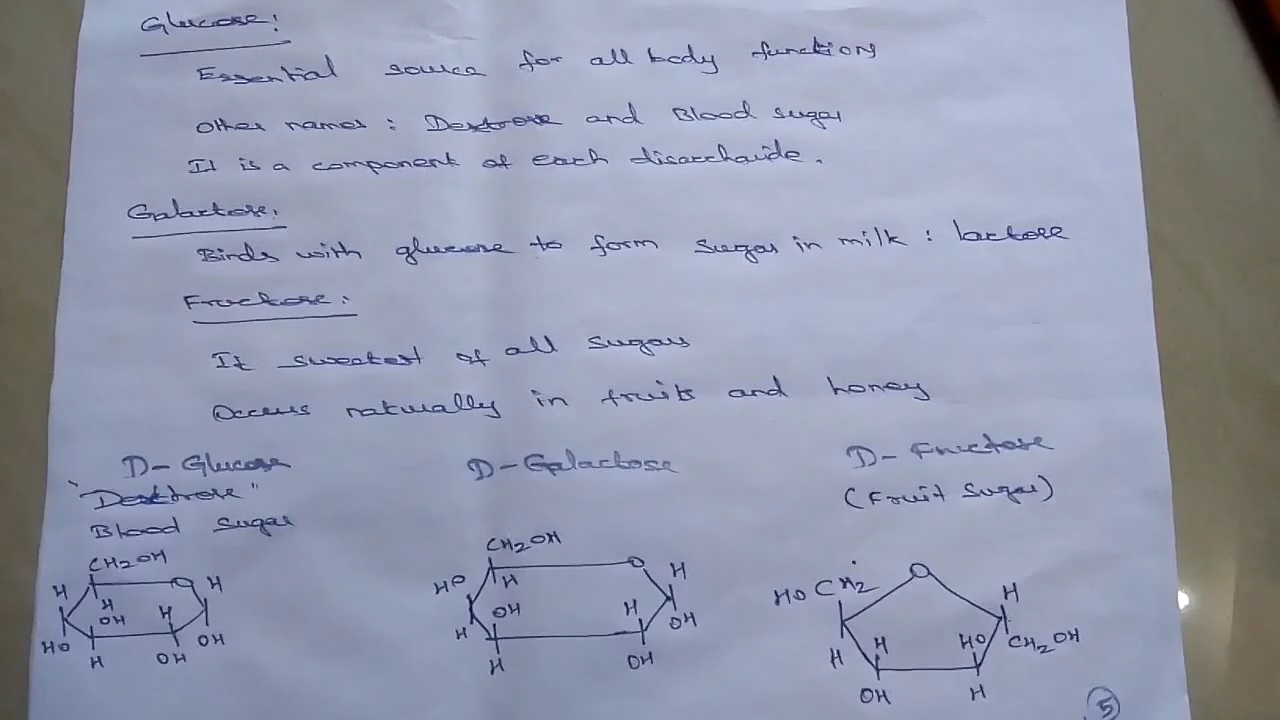 Glucose:
Essential source for all body functions
Other names: Dextrose and Blood sugar
It is a component of each disacchaide.
Galactose:
Binds with glucose to form sugar in milk: lactose
Fructose:
It sweetest of all sugars
Occurs naturally in fruits and honey
D-Glucose D-Galactose D-Fructose
"Dextrose" (Fruit Sugar)
Blood sugar
CH2OH CH2OH
H O H HO H O H HO CH2 O H
H OH H OH H OH H HO CH2OH
HO H OH OH H H OH H H
OH H
5